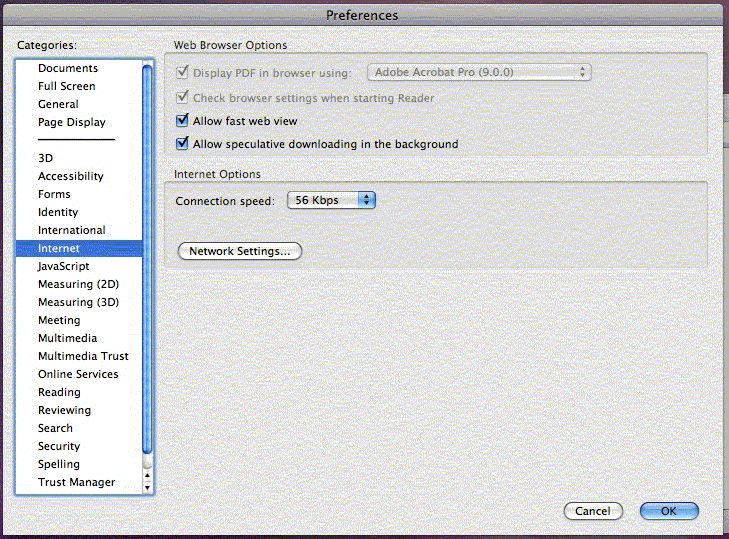 Preferences
Categories:
Documents
Full Screen
General
Page Display
3D
Accessibility
Forms
Identity
International
Internet
JavaScript
Measuring (2D)
Measuring (3D)
Meeting
Multimedia
Multimedia Trust
Online Services
Reading
Reviewing
Search
Security
Spelling
Trust Manager
Web Browser Options
Display PDF in browser using: Adobe Acrobat Pro (9.0.0)
Check browser settings when starting Reader
Allow fast web view
Allow speculative downloading in the background
Internet Options
Connection speed: 56 Kbps
Network Settings...
Cancel OK